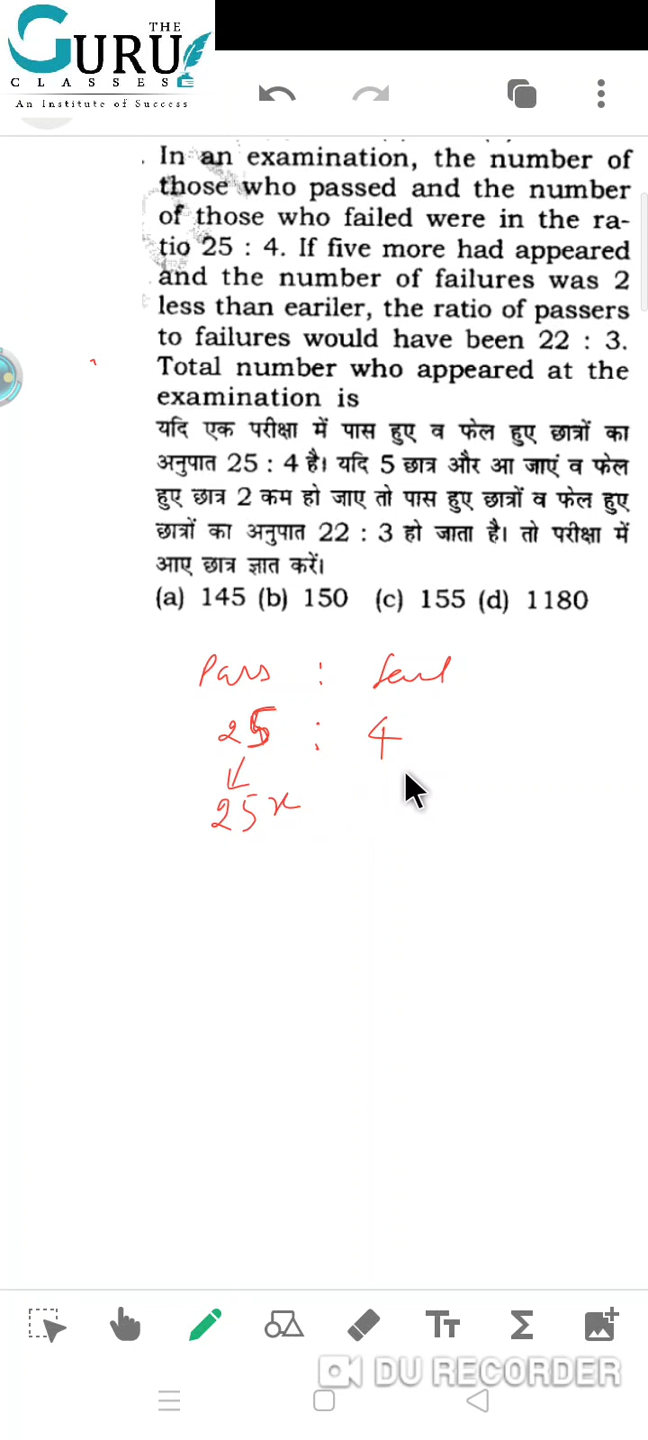 THE
GURU
CLASSES
An Institute of Success
In an examination, the number of
those who passed and the number
of those who failed were in the ra-
tio 25 : 4. If five more had appeared
and the number of failures was 2
less than eariler, the ratio of passers
to failures would have been 22 : 3.
Total number who appeared at the
examination is
यदि एक परीक्षा में पास हुए व फेल हुए छात्रों का
अनुपात 25 : 4 है। यदि 5 छात्र और आ जाएं व फेल
हुए छात्र 2 कम हो जाए तो पास हुए छात्रों व फेल हुए
छात्रों का अनुपात 22 : 3 हो जाता है। तो परीक्षा में
आए छात्र ज्ञात करें।
(a) 145 (b) 150 (c) 155 (d) 1180
Pass :
25 : 4
25x
TT Σ
DU RECORDER